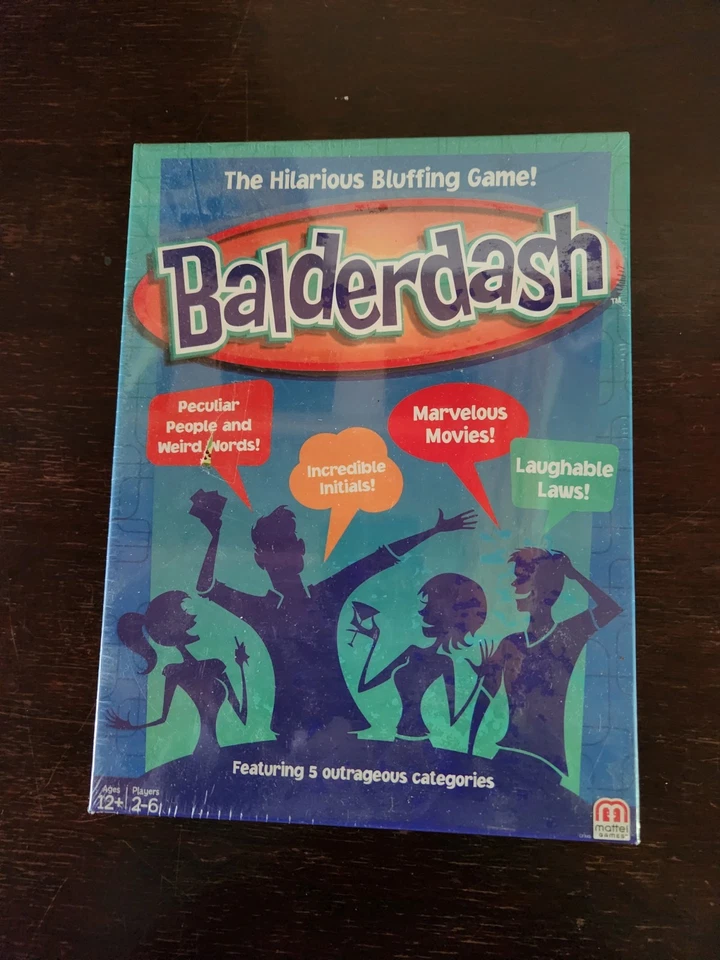 The Hilarious Bluffing Game!
Balderdash
TM
Peculiar
People and
Weird Words!
Incredible
Initials!
Marvelous
Movies!
Laughable
Laws!
Featuring 5 outrageous categories
Ages
12+
Players
2-6
mattel
games